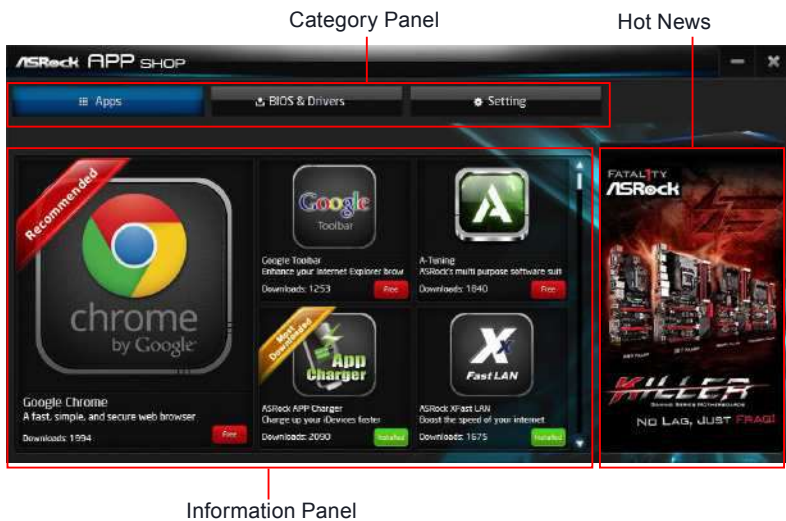 Category Panel
Hot News
ASRock APP SHOP
Apps
BIOS & Drivers
Setting
Recommended
chrome
by Google
Google Chrome
A fast, simple, and secure web browser
Downloads: 1994
Free
Google
Toolbar
Google Toolbar
Enhance your Internet Explorer brow
Downloads: 1253
Free
A
A-Tuning
ASRock's multi purpose software suit
Downloads: 1840
Free
Most
Downloaded
App
Charger
ASRock APP Charger
Charge up your iDevices faster
Downloads: 2090
Installed
X
Fast LAN
ASRock XFast LAN
Boost the speed of your internet
Downloads: 1675
Installed
FATAL1TY
ASRock
KILLER
GAMING SERIES MOTHERBOARDS
NO LAG, JUST FRAG!
Information Panel